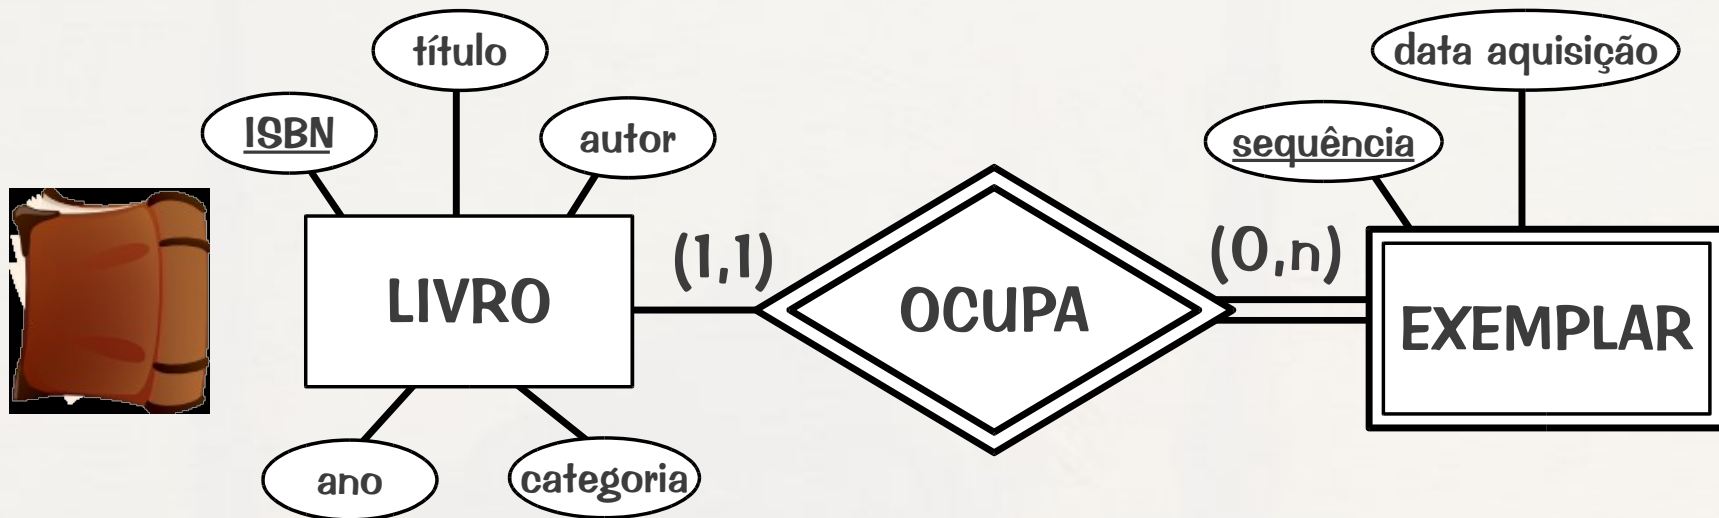 título
data aquisição
ISBN
autor
sequência
(1,1)
(0,n)
LIVRO
OCUPA
EXEMPLAR
ano
categoria